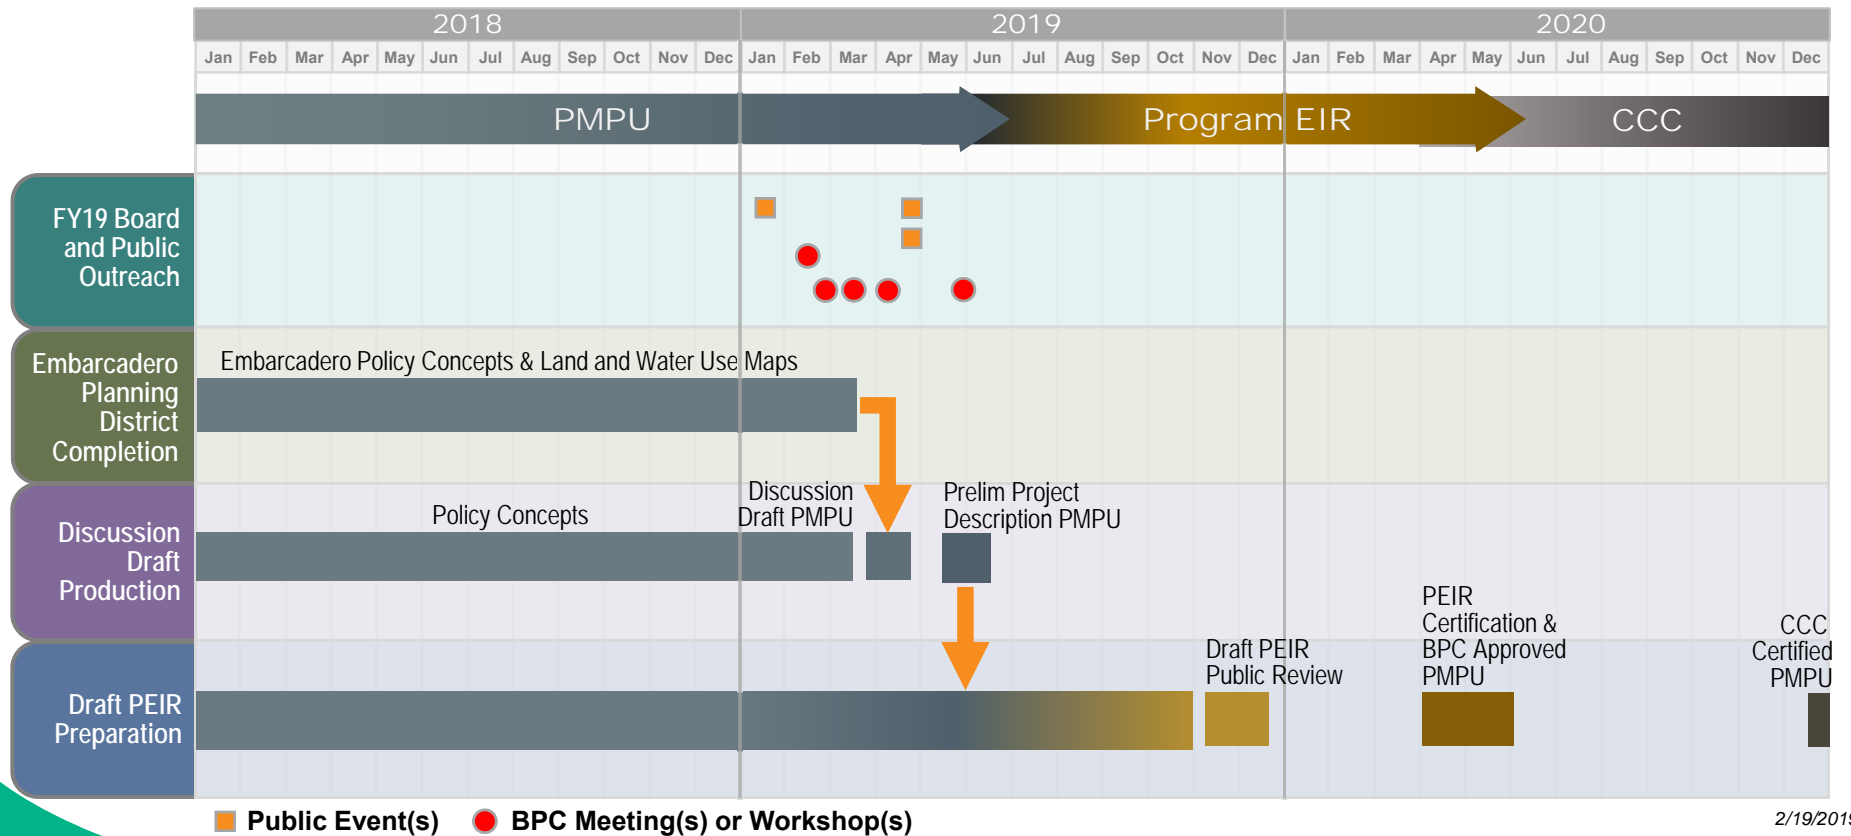 2018 2019 2020
Jan Feb Mar Apr May Jun Jul Aug Sep Oct Nov Dec Jan Feb Mar Apr May Jun Jul Aug Sep Oct Nov Dec Jan Feb Mar Apr May Jun Jul Aug Sep Oct Nov Dec
PMPU Program EIR CCC
FY19 Board
and Public
Outreach
Embarcadero
Planning
District
Completion
Embarcadero Policy Concepts & Land and Water Use Maps
Discussion
Draft
Production
Policy Concepts
Discussion
Draft PMPU
Prelim Project
Description PMPU
Draft PEIR
Preparation
Draft PEIR
Public Review
PEIR
Certification &
BPC Approved
PMPU
CCC
Certified
PMPU
Public Event(s) BPC Meeting(s) or Workshop(s)
2/19/2019